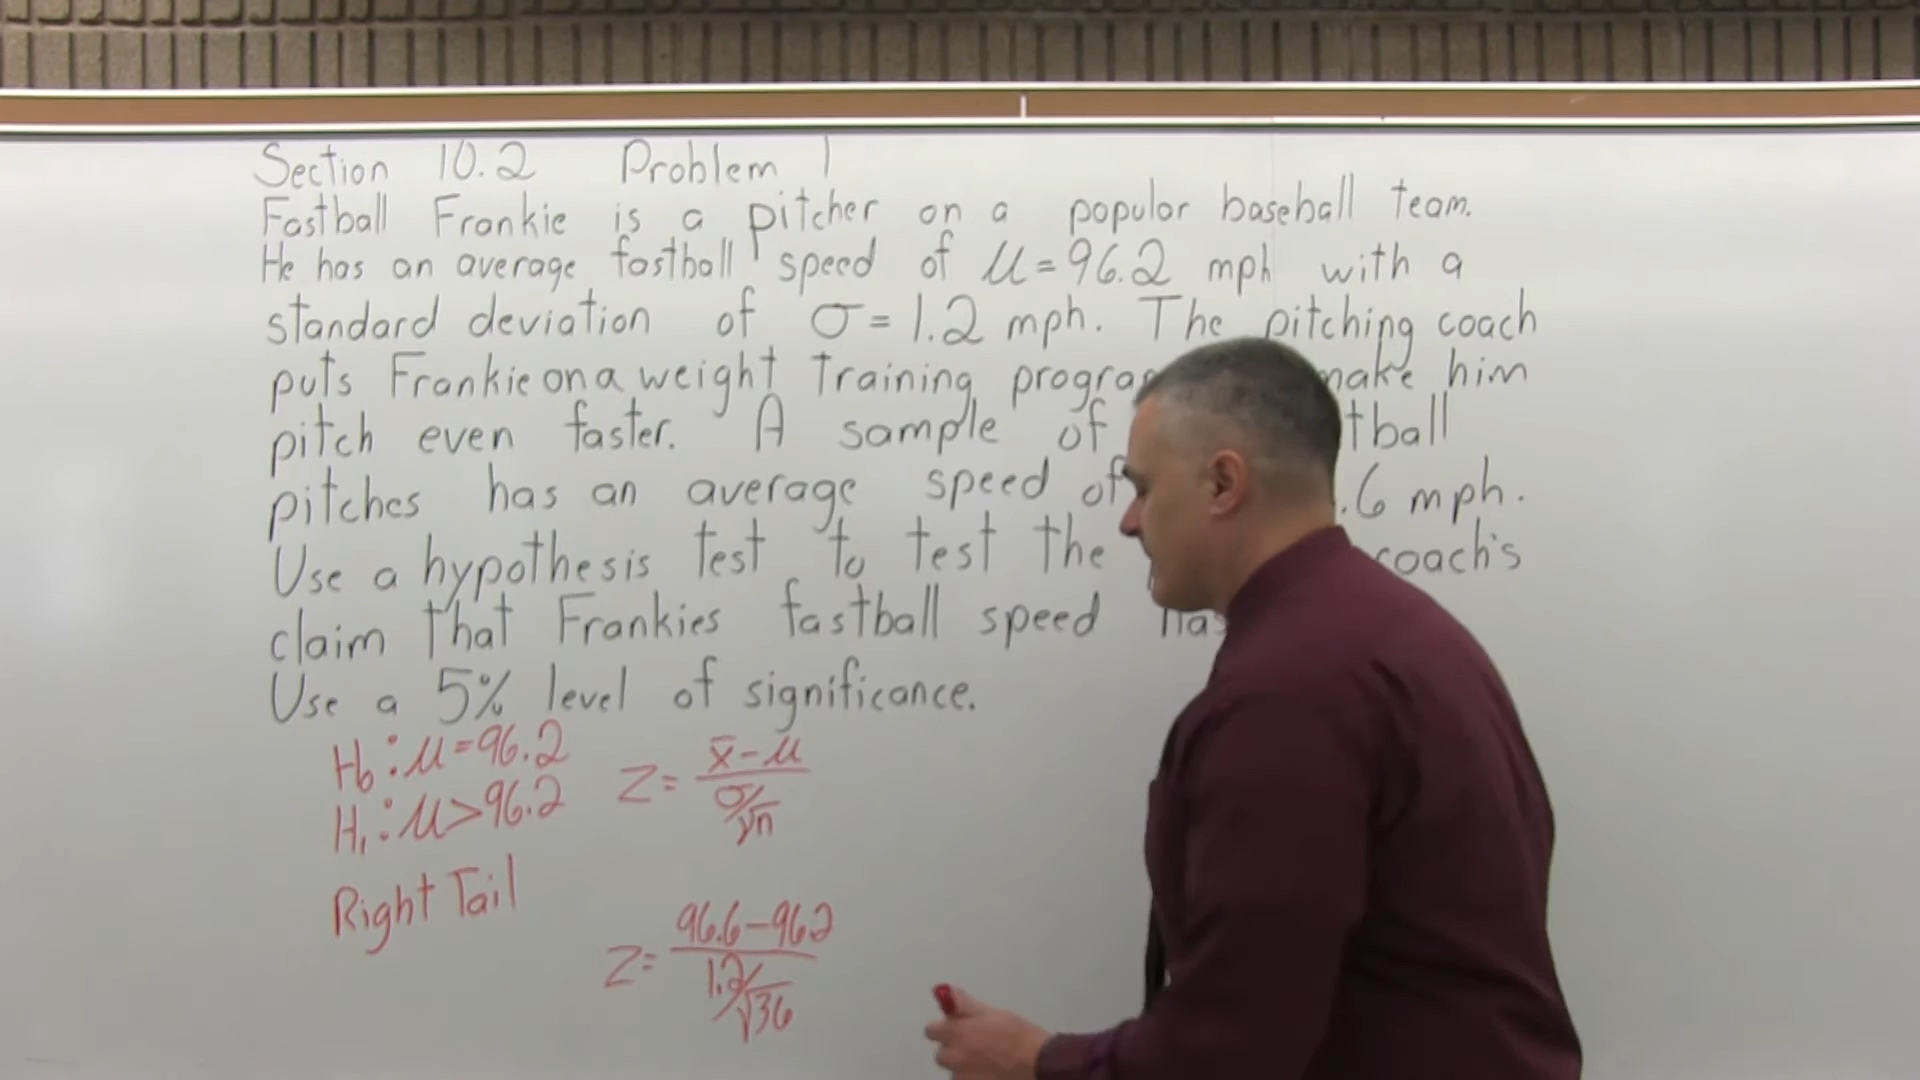 Section 10.2 Problem 1
Fastball Frankie is a pitcher on a popular baseball team.
He has an average fastball speed of μ=96.2 mph with a
standard deviation of σ=1.2 mph. The pitching coach
puts Frankie on a weight training make him
pitch even faster. A sample of
pitches has an average speed of .6 mph.
Use a hypothesis test to test the coach's
claim that Frankies fastball speed has
Use a 5% level of significance.
H₀:μ=96.2
H₁:μ>96.2
Right Tail
Z= x̄-μ / σ/√n
Z= 96.6-96.2 / 1.2/√36